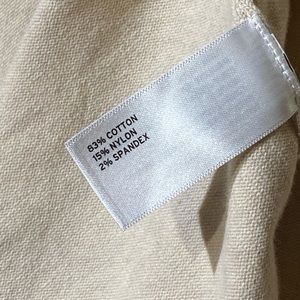 83% COTTON
15% NYLON
2% SPANDEX